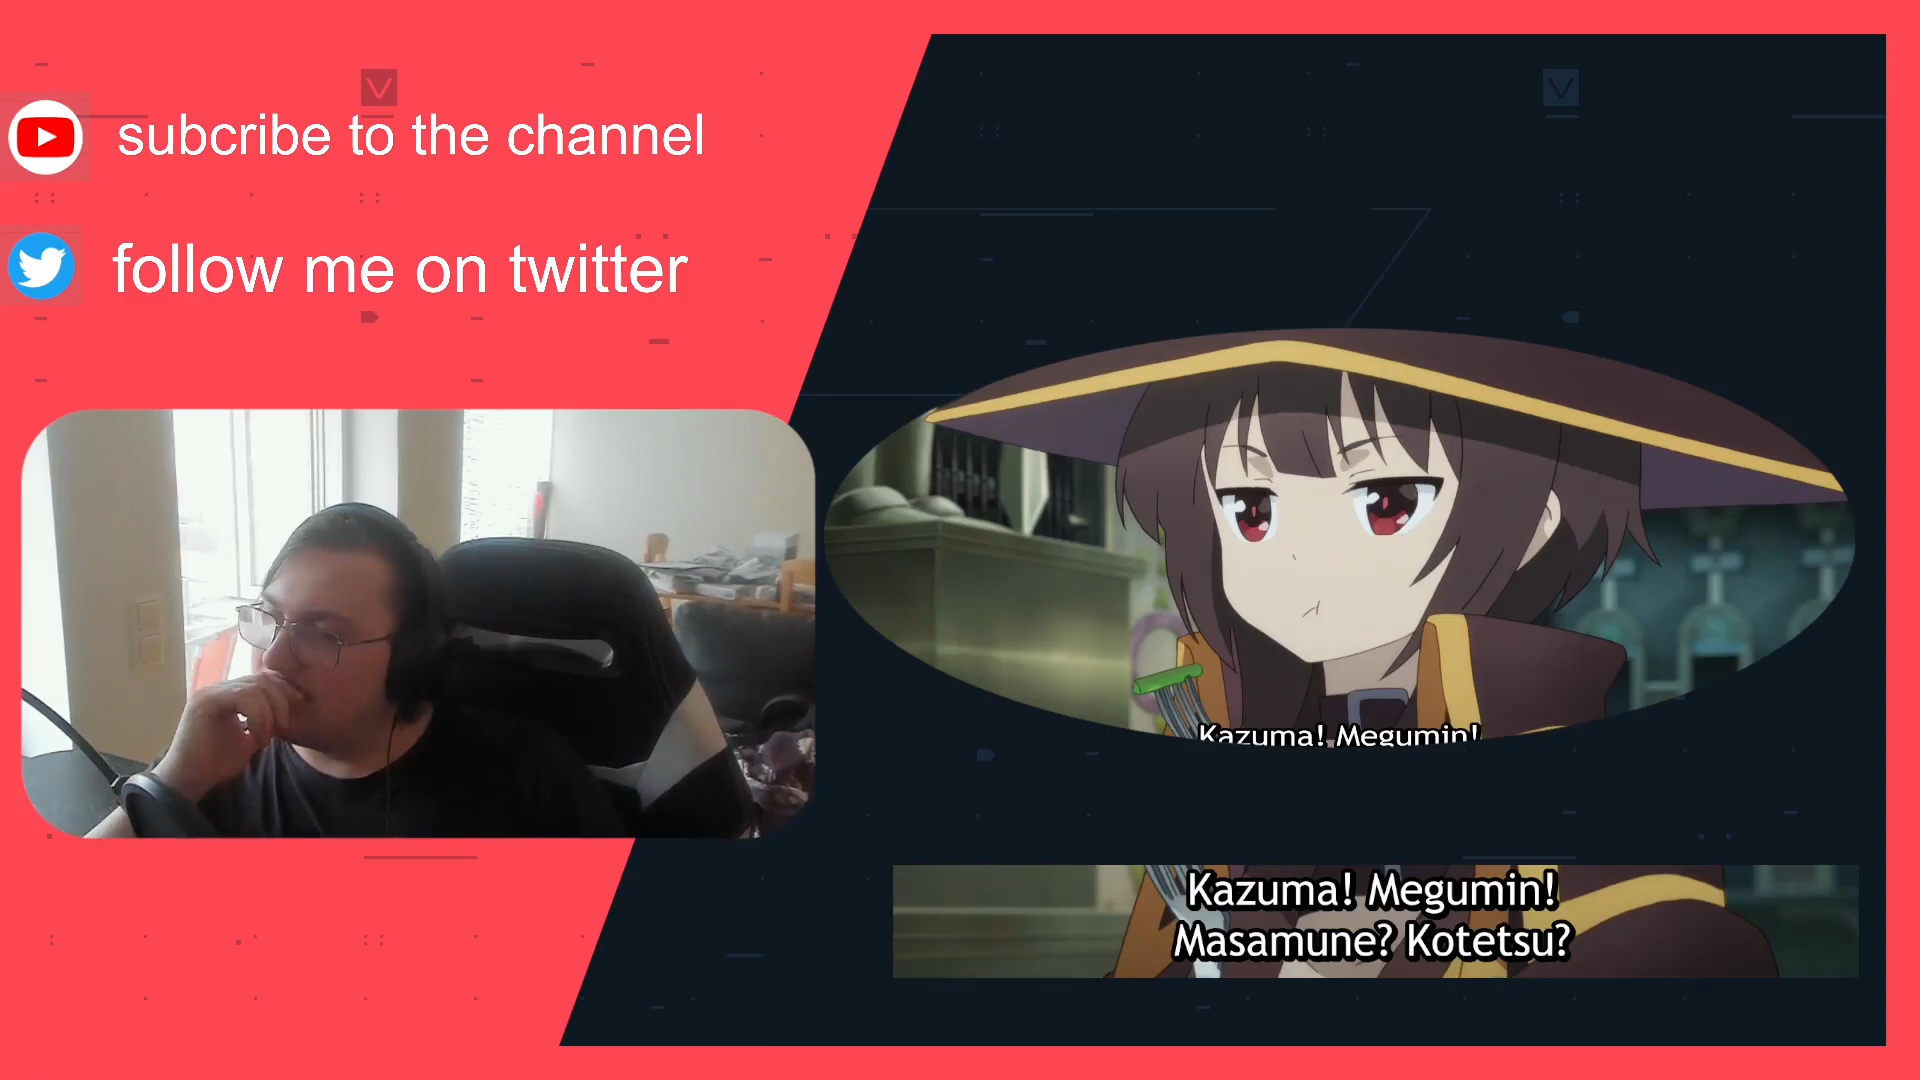 subcribe to the channel
follow me on twitter
Kazuma! Megumin!
Kazuma! Megumin!
Masamune? Kotetsu?